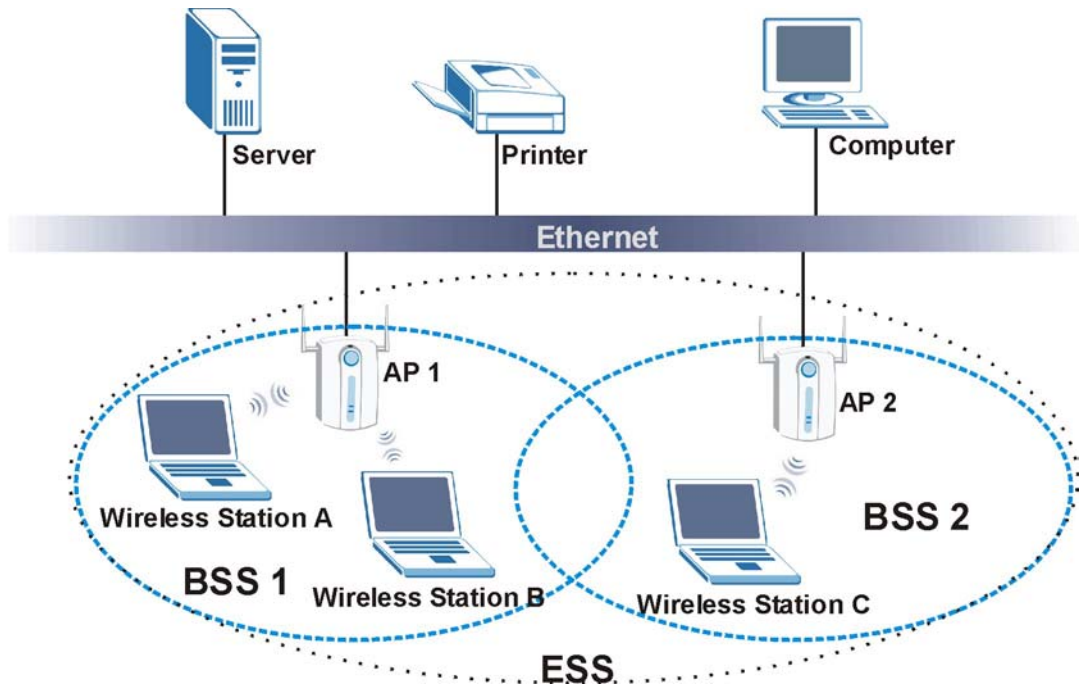 Server
Printer
Computer
Ethernet
AP 1
AP 2
Wireless Station A
BSS 2
BSS 1
Wireless Station B
Wireless Station C
ESS